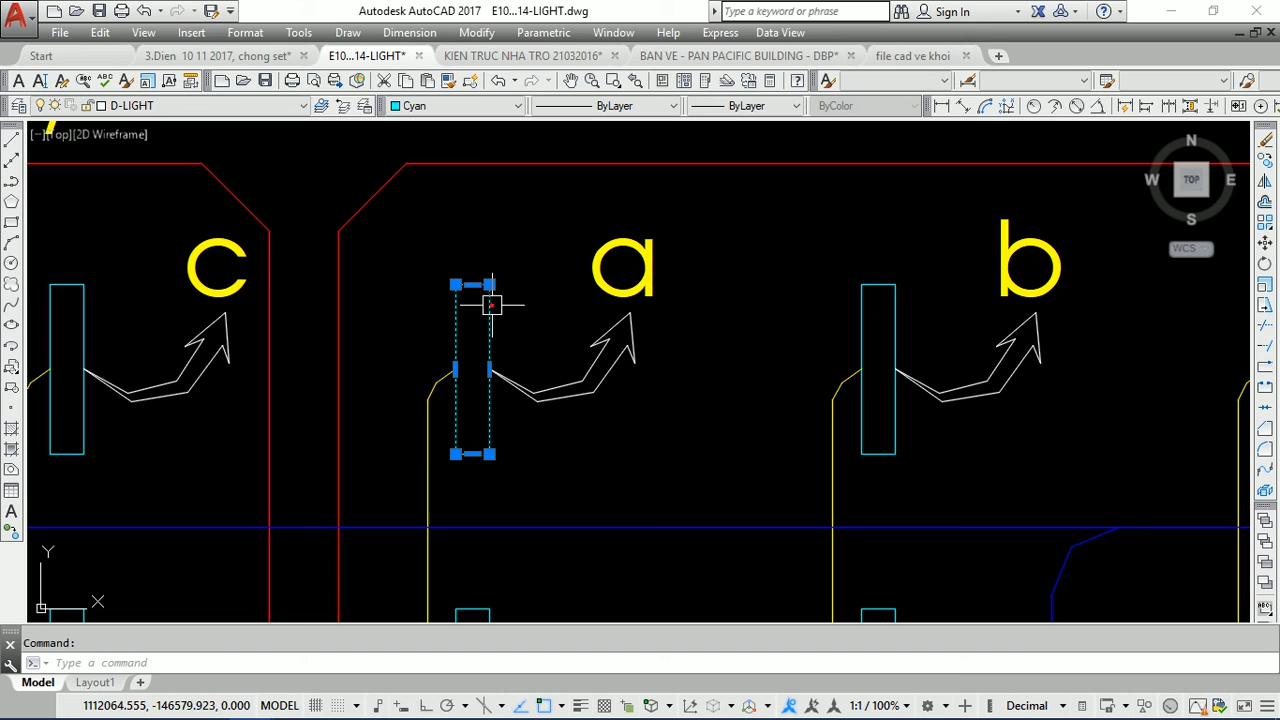 Autodesk AutoCAD 2017 E10...14-LIGHT.dwg
Type a keyword or phrase
Sign In
File Edit View Insert Format Tools Draw Dimension Modify Parametric Window Help Express Data View
Start
3.Dien 10 11 2017, chong set*
E10...14-LIGHT*
KIEN TRUC NHA TRO 21032016*
BAN VE - PAN PACIFIC BUILDING - DBP*
file cad ve khoi
D-LIGHT
Cyan
ByLayer
ByLayer
ByColor
[−][Top][2D Wireframe]
N
W TOP E
S
WCS
c a b
Y
X
Command:
Type a command
Model Layout1
1112064.555, -146579.923, 0.000 MODEL
1:1 / 100%
Decimal